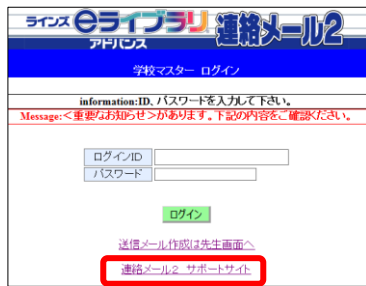 ラインズ eライブラリ アドバンス 連絡メール2
学校マスター ログイン
information:ID、パスワードを入力して下さい。
Message:<重要なお知らせ>があります。下記の内容をご確認ください。
ログインID
パスワード
ログイン
送信メール作成は先生画面へ
連絡メール2 サポートサイト